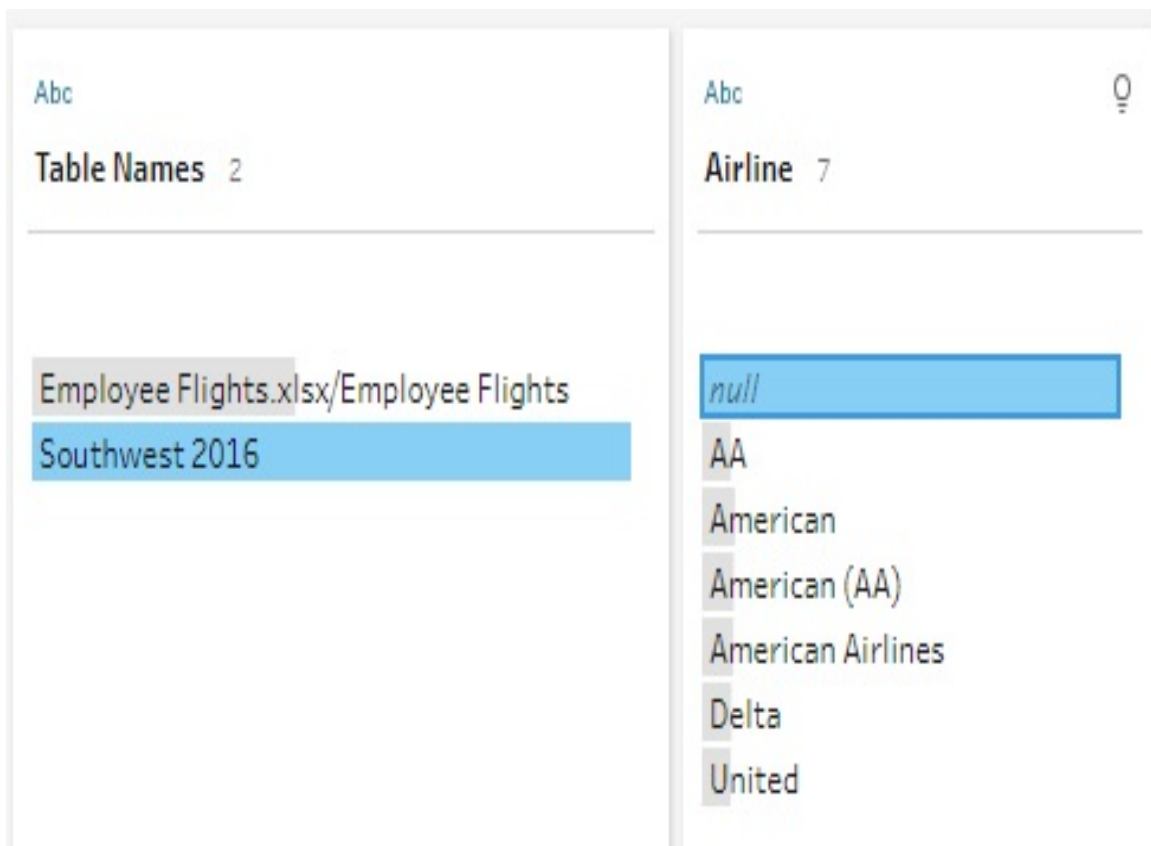 Abc
Table Names 2
Employee Flights.xlsx/Employee Flights
Southwest 2016
Abc
Airline 7
null
AA
American
American (AA)
American Airlines
Delta
United